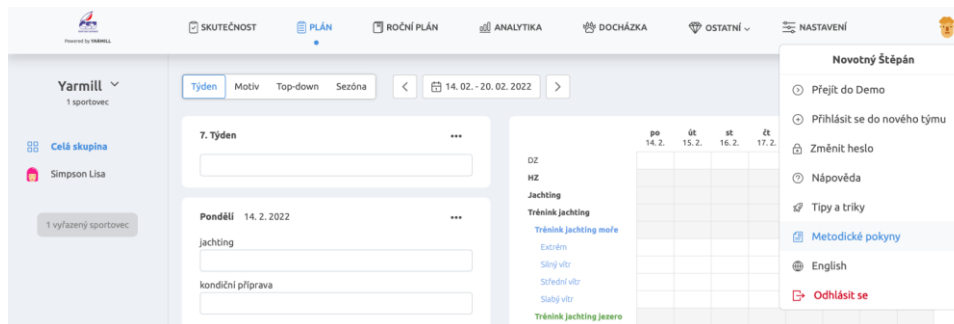 Powered by YARMILL
SKUTEČNOST
PLÁN
ROČNÍ PLÁN
ANALYTIKA
DOCHÁZKA
OSTATNÍ
NASTAVENÍ
Yarmill
1 sportovec
Celá skupina
Simpson Lisa
1 vyřazený sportovec
Týden Motiv Top-down Sezóna
14. 02. - 20. 02. 2022
7. Týden
Pondělí 14. 2. 2022
jachting
kondiční příprava
po út st čt
14. 2. 15. 2. 16. 2. 17. 2.
DZ
HZ
Jachting
Trénink jachting
Trénink jachting moře
Extrém
Silný vítr
Střední vítr
Slabý vítr
Trénink jachting jezero
Novotný Štěpán
Přejít do Demo
Přihlásit se do nového týmu
Změnit heslo
Nápověda
Tipy a triky
Metodické pokyny
English
Odhlásit se